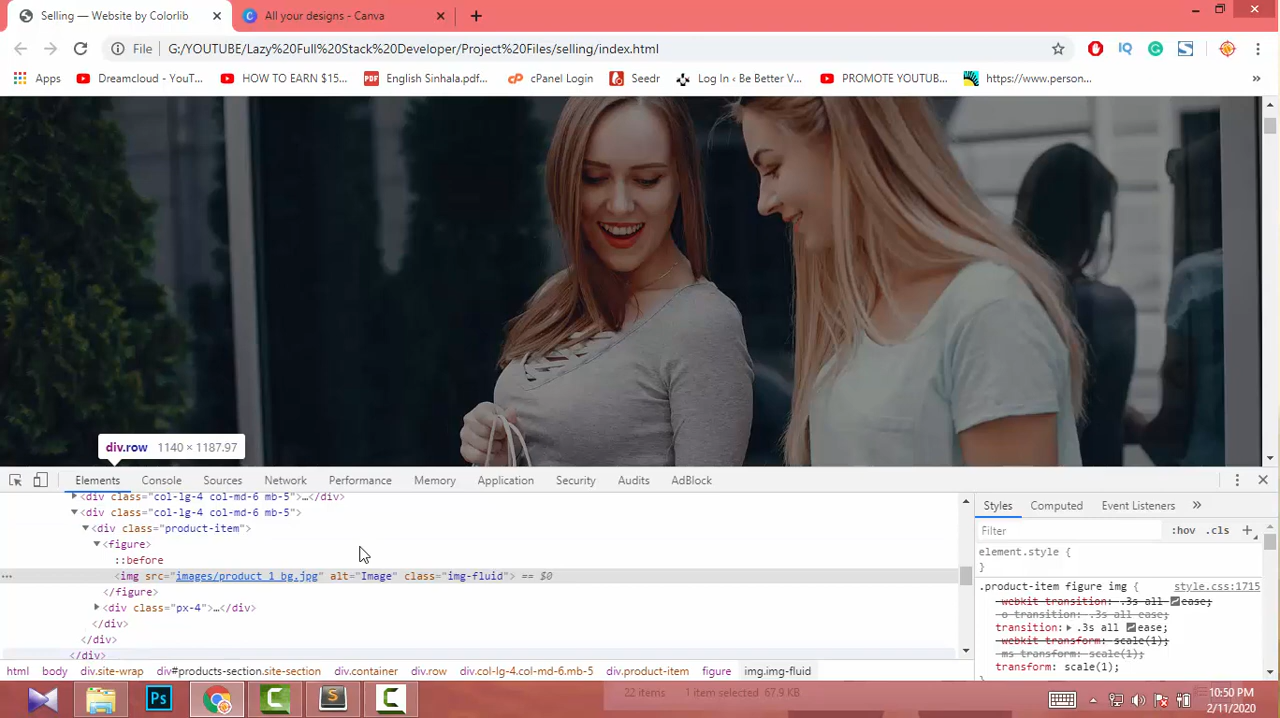 Selling — Website by Colorlib
All your designs - Canva
File
G:/YOUTUBE/Lazy%20Full%20Stack%20Developer/Project%20Files/selling/index.html
IQ
Apps
Dreamcloud - YouT...
HOW TO EARN $15...
PDF
English Sinhala.pdf...
cP
cPanel Login
Seedr
Log In ‹ Be Better V...
PROMOTE YOUTUB...
https://www.person...
»
div.row 1140 × 1187.97
Elements
Console
Sources
Network
Performance
Memory
Application
Security
Audits
AdBlock
<div class="col-lg-4 col-md-6 mb-5">…</div>
<div class="col-lg-4 col-md-6 mb-5">
<div class="product-item">
<figure>
::before
<img src="images/product_1_bg.jpg" alt="Image" class="img-fluid"> == $0
</figure>
<div class="px-4">…</div>
</div>
</div>
</div>
Styles
Computed
Event Listeners
»
Filter
:hov
.cls
+
element.style {
}
.product-item figure img {
style.css:1715
-webkit-transition: .3s all ease;
-o-transition: .3s all ease;
transition: .3s all ease;
-webkit-transform: scale(1);
-ms-transform: scale(1);
transform: scale(1);
html
body
div.site-wrap
div#products-section.site-section
div.container
div.row
div.col-lg-4.col-md-6.mb-5
div.product-item
figure
img.img-fluid
22 items
1 item selected 67.9 KB
Ps
10:50 PM
2/11/2020